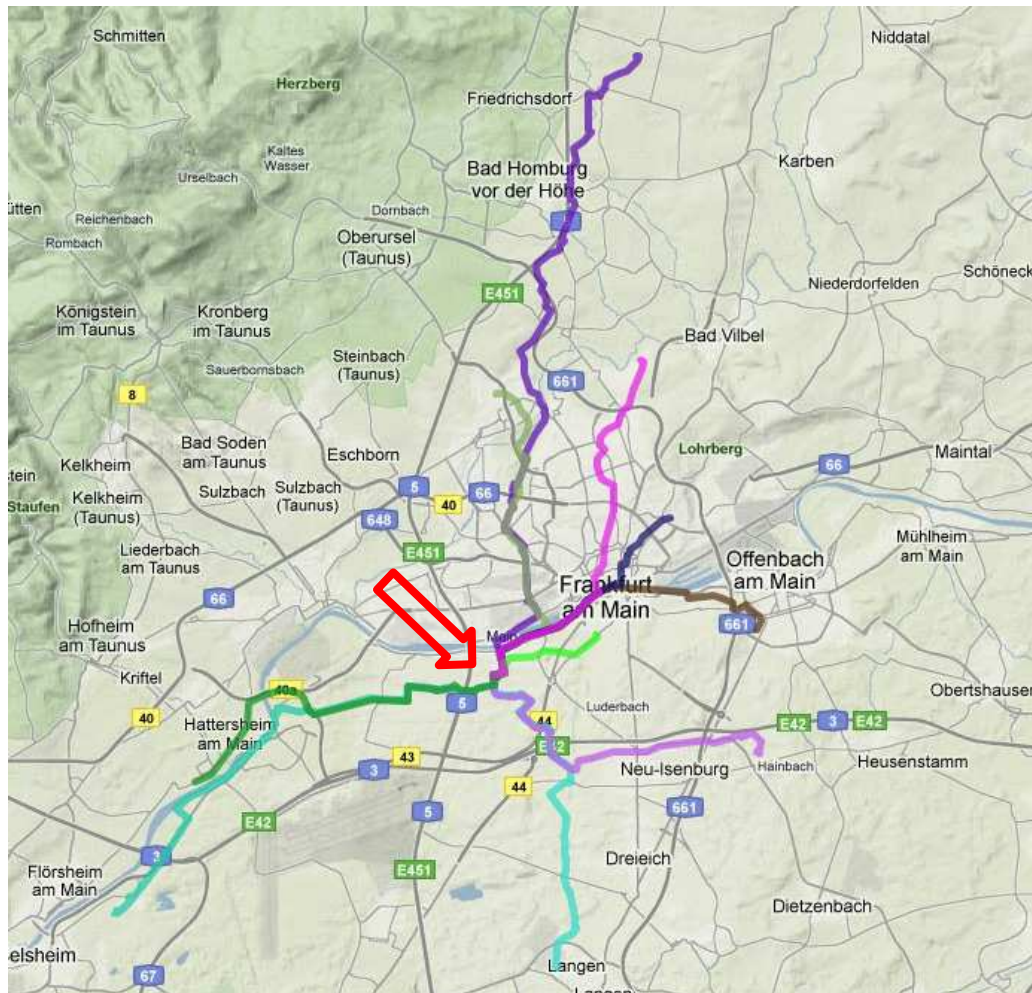 Schmitten
Niddatal
Herzberg
Friedrichsdorf
Kaltes
Wasser
Urselbach
Bad Homburg
vor der Höhe
Karben
ütten
Reichenbach
Dornbach
Rombach
Oberursel
(Taunus)
Schöneck
Niederdorfelden
E451
Königstein
im Taunus
Kronberg
im Taunus
Bad Vilbel
Steinbach
(Taunus)
Sauerbornsbach
661
8
Bad Soden
am Taunus
Eschborn
Lohrberg
Maintal
Kelkheim
stein
66
Staufen
Kelkheim
(Taunus)
Sulzbach
Sulzbach
(Taunus)
5
66
40
648
Mühlheim
am Main
Liederbach
am Taunus
E451
Offenbach
am Main
Frankfurt
am Main
66
Hofheim
am Taunus
661
Main
Kriftel
40a
Obertshausen
5
40
Luderbach
Hattersheim
am Main
44
E42
3
E42
E42
43
3
Neu-Isenburg
Hainbach
Heusenstamm
44
661
5
E42
3
Dreieich
Flörsheim
am Main
E451
Dietzenbach
elsheim
67
Langen
Langen